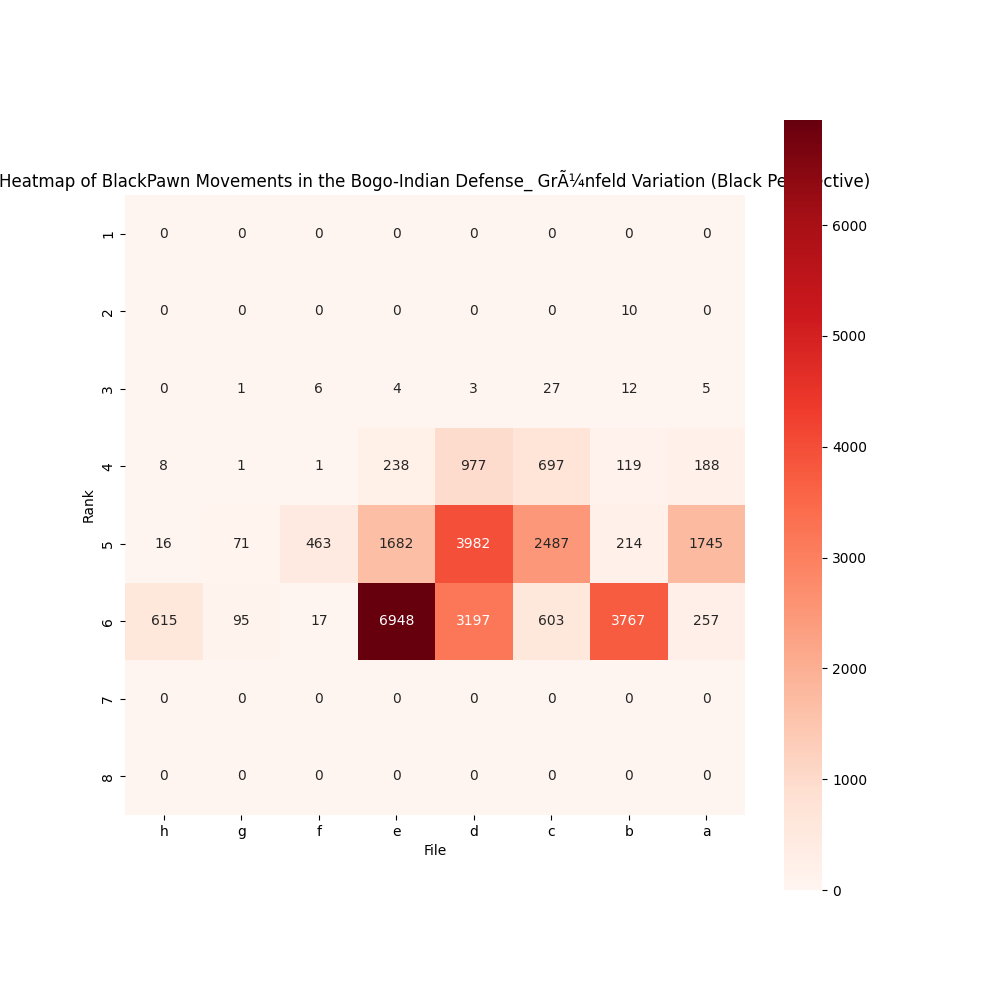 Heatmap of BlackPawn Movements in the Bogo-Indian Defense_ GrÃ¼nfeld Variation (Black Pe ctive)
6000
5000
4000
3000
2000
1000
0
Rank
1 0 0 0 0 0 0 0 0
2 0 0 0 0 0 0 10 0
3 0 1 6 4 3 27 12 5
4 8 1 1 238 977 697 119 188
5 16 71 463 1682 3982 2487 214 1745
6 615 95 17 6948 3197 603 3767 257
7 0 0 0 0 0 0 0 0
8 0 0 0 0 0 0 0 0
h g f e d c b a
File